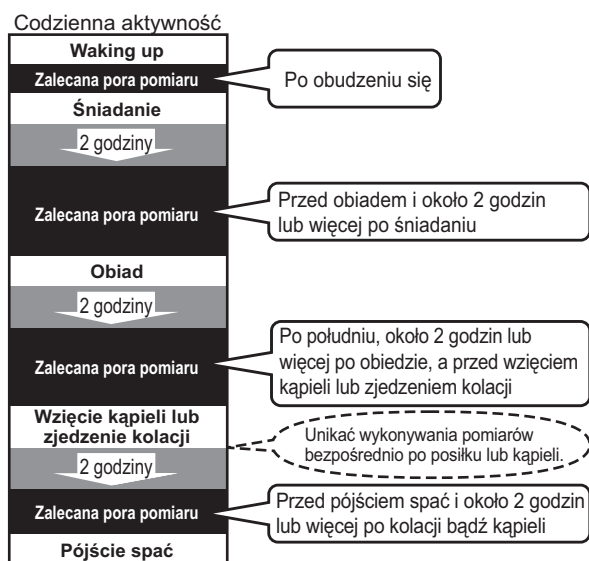 Codzienna aktywność
Waking up
Zalecana pora pomiaru
Po obudzeniu się
Śniadanie
2 godziny
Zalecana pora pomiaru
Przed obiadem i około 2 godzin
lub więcej po śniadaniu
Obiad
2 godziny
Zalecana pora pomiaru
Po południu, około 2 godzin lub
więcej po obiedzie, a przed wzięciem
kąpieli lub zjedzeniem kolacji
Wzięcie kąpieli lub
zjedzenie kolacji
Unikać wykonywania pomiarów
bezpośrednio po posiłku lub kąpieli.
2 godziny
Zalecana pora pomiaru
Przed pójściem spać i około 2 godzin
lub więcej po kolacji bądź kąpieli
Pójście spać